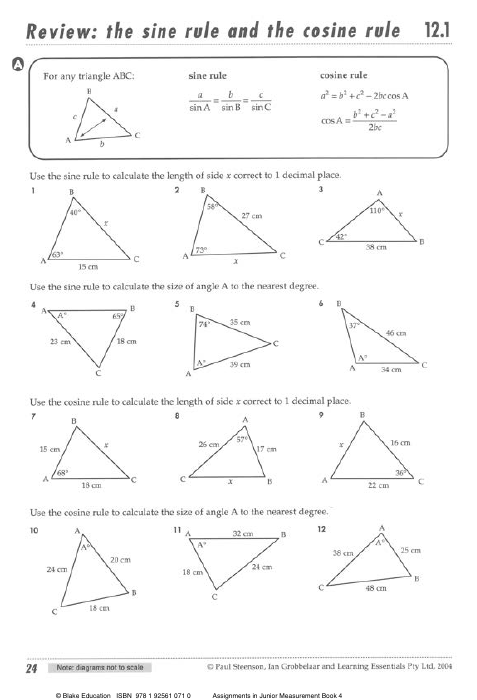 Review: the sine rule and the cosine rule 12.1
A
For any triangle ABC:
sine rule
cosine rule
B
c
a
A
b
C
a/sin A = b/sin B = c/sin C
a² = b² + c² – 2bc cos A
cos A = b² + c² – a² / 2bc
Use the sine rule to calculate the length of side x correct to 1 decimal place.
1
B
x
A
63°
C
15 cm
2
B
58°
27 cm
A
73°
C
x
3
A
110°
x
C
42°
B
38 cm
Use the sine rule to calculate the size of angle A to the nearest degree.
4
A
A°
65°
B
23 cm
18 cm
C
5
B
74°
35 cm
C
A°
39 cm
A
6
B
37°
46 cm
A°
A
34 cm
C
Use the cosine rule to calculate the length of side x correct to 1 decimal place.
7
B
15 cm
x
A
68°
C
18 cm
8
A
26 cm
57°
17 cm
C
x
B
9
B
x
16 cm
A
36°
C
22 cm
Use the cosine rule to calculate the size of angle A to the nearest degree.
10
A
A°
20 cm
24 cm
B
C
18 cm
11
A
32 cm
B
A°
18 cm
24 cm
C
12
A
A°
38 cm
25 cm
B
C
48 cm
24
Note: diagrams not to scale
© Paul Steenson, Ian Grobbelaar and Learning Essentials Pty Ltd, 2004
© Blake Education ISBN 978 1 92561 071 0 Assignments in Junior Measurement Book 4